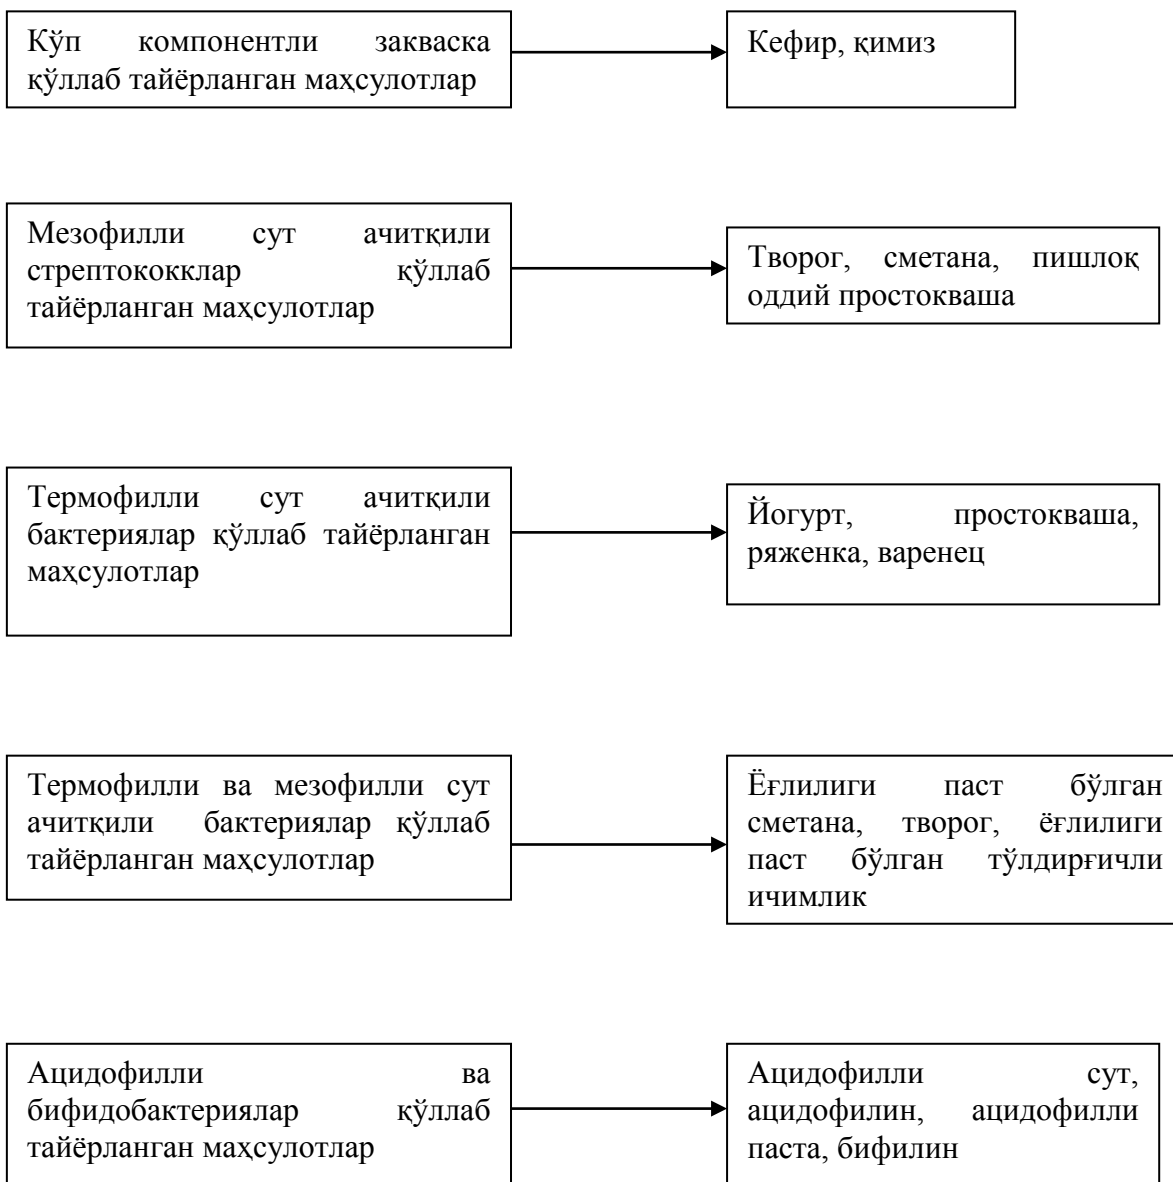 Кўп компонентли закваска
қўллаб тайёрланган маҳсулотлар
Кефир, қимиз
Мезофилли сут ачитқили
стрептококклар қўллаб
тайёрланган маҳсулотлар
Творог, сметана, пишлоқ
оддий простокваша
Термофилли сут ачитқили
бактериялар қўллаб тайёрланган
маҳсулотлар
Йогурт, простокваша,
ряженка, варенец
Термофилли ва мезофилли сут
ачитқили бактериялар қўллаб
тайёрланган маҳсулотлар
Ёғлилиги паст бўлган
сметана, творог, ёғлилиги
паст бўлган тўлдирғичли
ичимлик
Ацидофилли ва
бифидобактериялар қўллаб
тайёрланган маҳсулотлар
Ацидофилли сут,
ацидофилин, ацидофилли
паста, бифилин